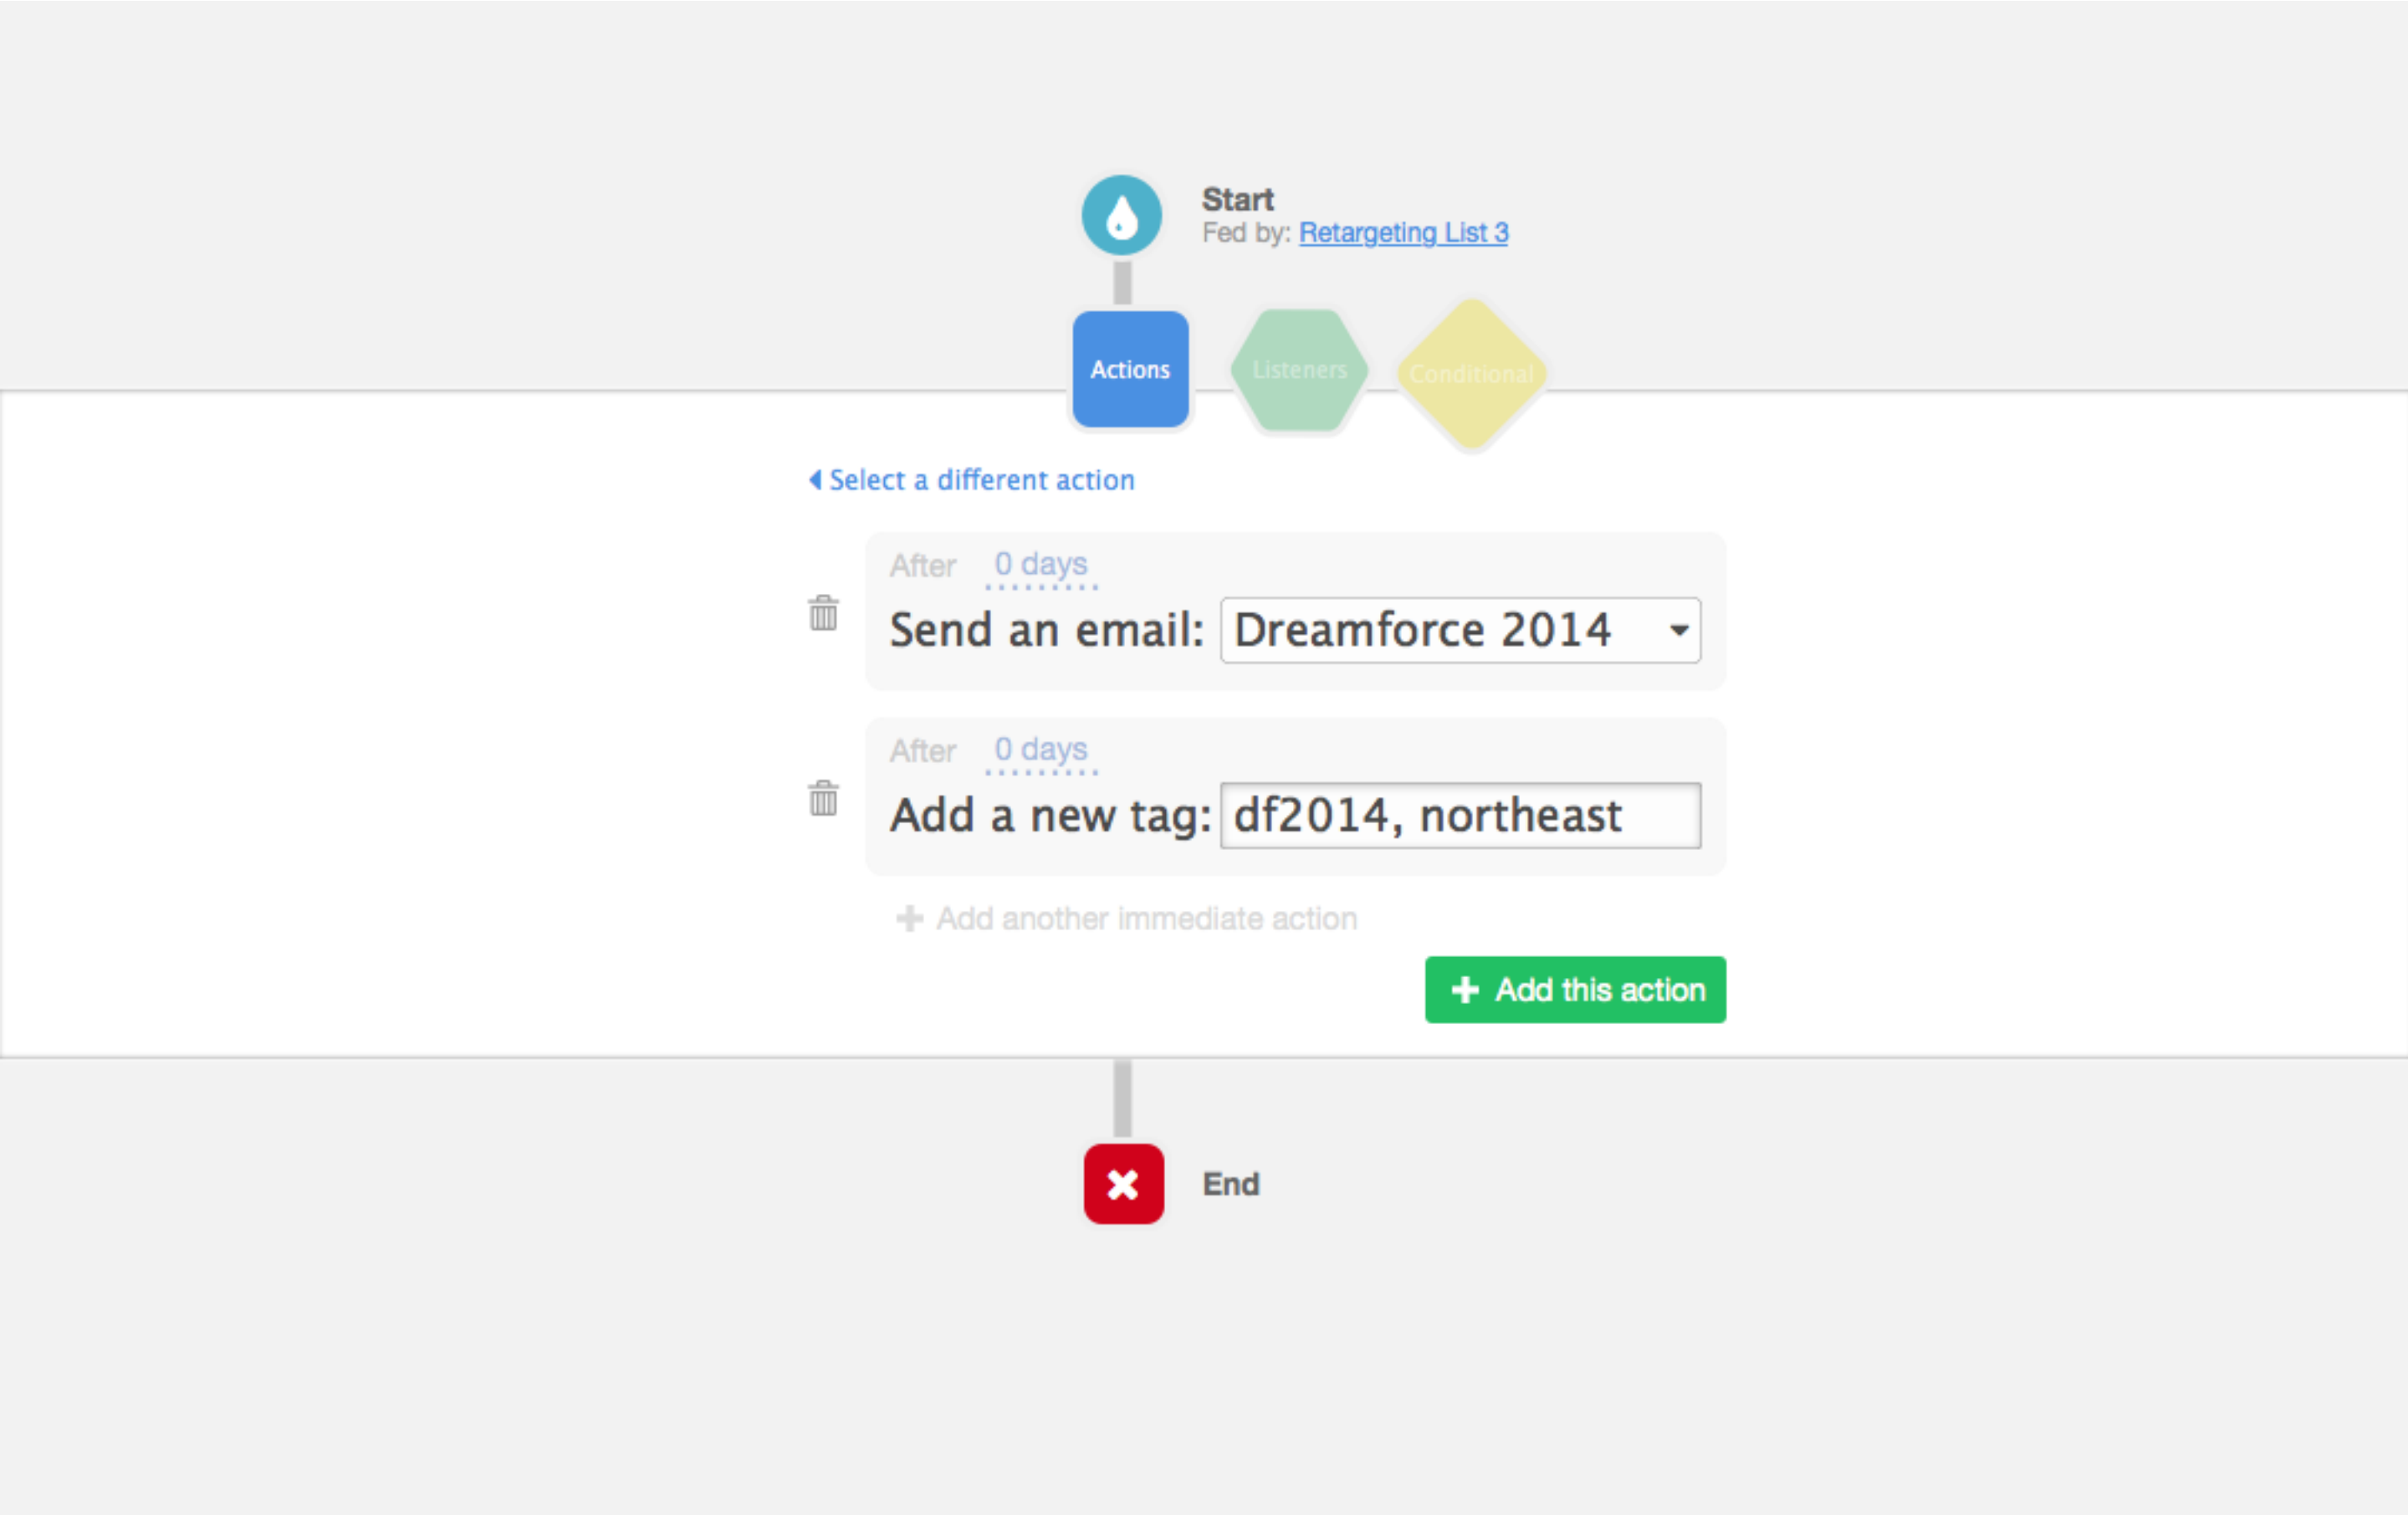 Start
Fed by: Retargeting List 3
Actions
Listeners
Conditional
Select a different action
After 0 days
Send an email: Dreamforce 2014
After 0 days
Add a new tag: df2014, northeast
Add another immediate action
Add this action
End